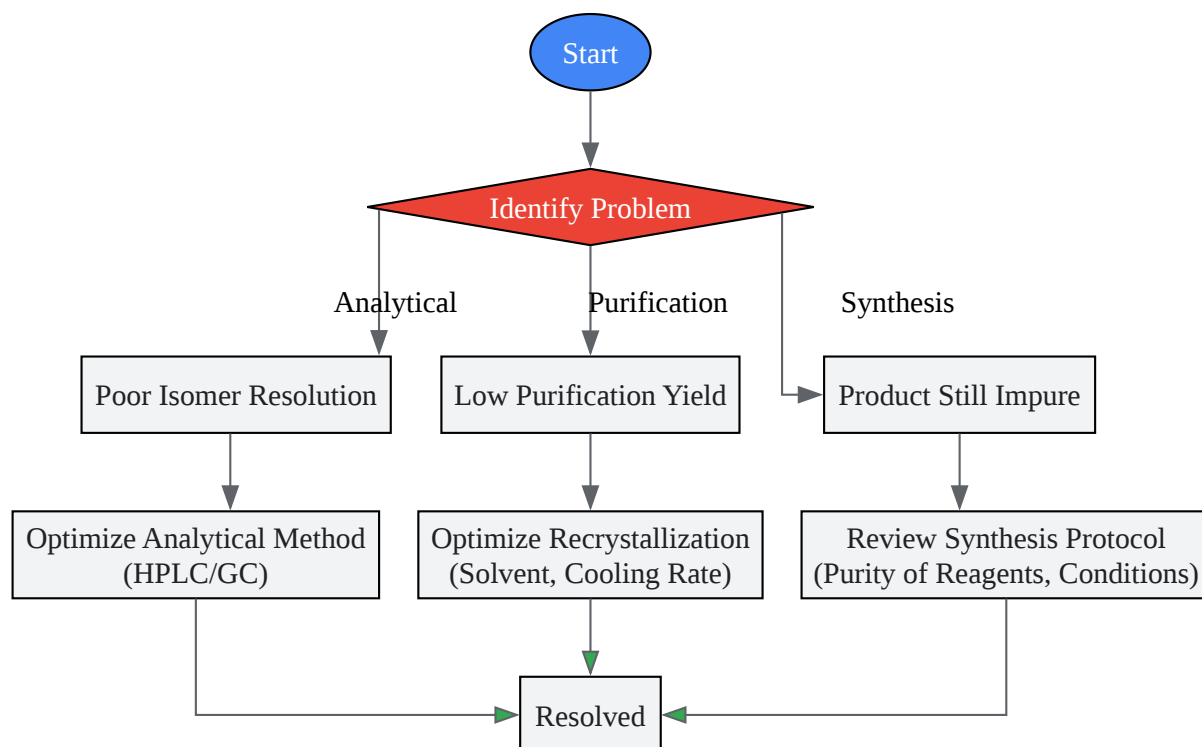 Start
Identify Problem
Analytical
Purification
Synthesis
Poor Isomer Resolution
Low Purification Yield
Product Still Impure
Optimize Analytical Method
(HPLC/GC)
Optimize Recrystallization
(Solvent, Cooling Rate)
Review Synthesis Protocol
(Purity of Reagents, Conditions)
Resolved